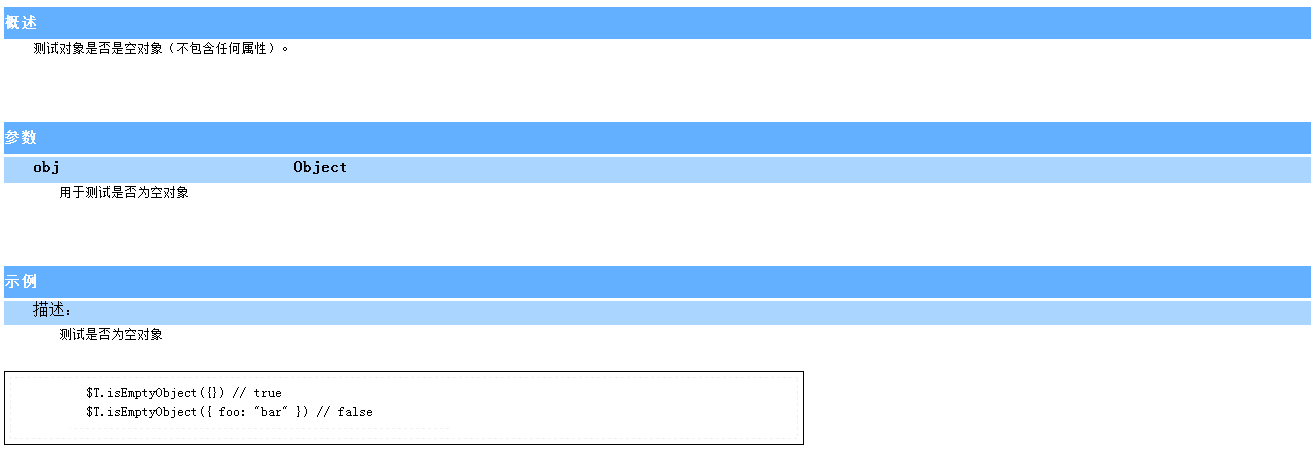 概述
测试对象是否是空对象（不包含任何属性）。
参数
obj Object
用于测试是否为空对象
示例
描述：
测试是否为空对象
$T.isEmptyObject({}) // true
$T.isEmptyObject({ foo: "bar" }) // false